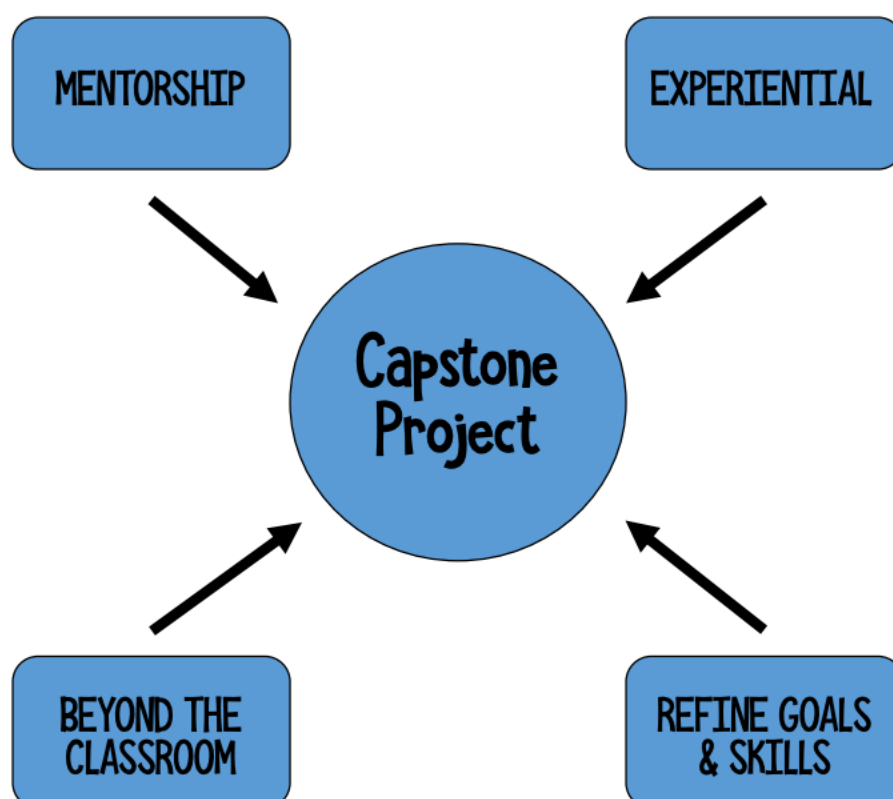 MENTORSHIP
EXPERIENTIAL
Capstone
Project
BEYOND THE
CLASSROOM
REFINE GOALS
& SKILLS